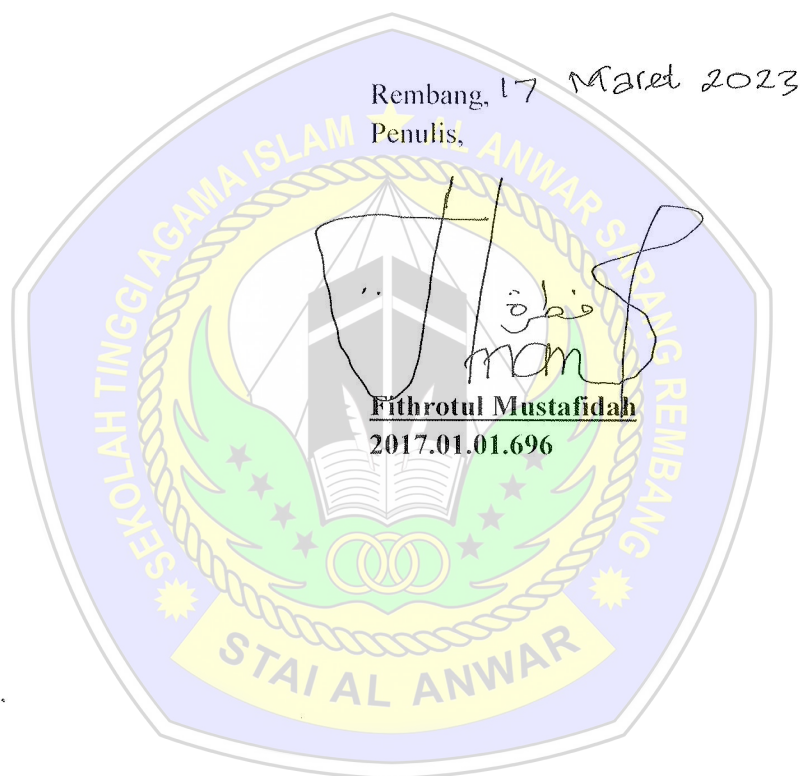 Rembang, 17 Maret 2023
Penulis,
Fithrotul Mustafidah
2017.01.01.696
SEKOLAH TINGGI AGAMA ISLAM AL ANWAR SARANG REMBANG
STAI AL ANWAR